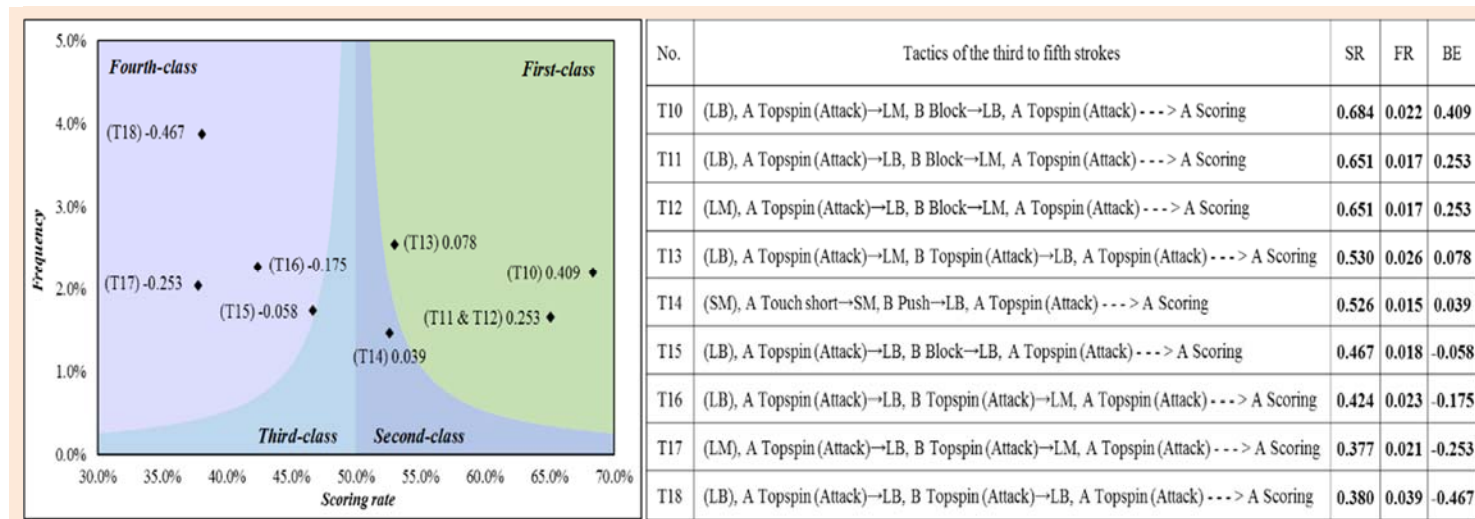 5.0%
4.0%
3.0%
2.0%
1.0%
0.0%
Frequency
Fourth-class
First-class
(T18) -0.467
(T13) 0.078
(T16) -0.175
(T10) 0.409
(T17) -0.253
(T15) -0.058
(T11 & T12) 0.253
(T14) 0.039
Third-class
Second-class
30.0% 35.0% 40.0% 45.0% 50.0% 55.0% 60.0% 65.0% 70.0%
Scoring rate
No. Tactics of the third to fifth strokes SR FR BE
T10 (LB), A Topspin (Attack)→LM, B Block→LB, A Topspin (Attack) - - - > A Scoring 0.684 0.022 0.409
T11 (LB), A Topspin (Attack)→LB, B Block→LM, A Topspin (Attack) - - - > A Scoring 0.651 0.017 0.253
T12 (LM), A Topspin (Attack)→LB, B Block→LM, A Topspin (Attack) - - - > A Scoring 0.651 0.017 0.253
T13 (LB), A Topspin (Attack)→LM, B Topspin (Attack)→LB, A Topspin (Attack) - - - > A Scoring 0.530 0.026 0.078
T14 (SM), A Touch short→SM, B Push→LB, A Topspin (Attack) - - - > A Scoring 0.526 0.015 0.039
T15 (LB), A Topspin (Attack)→LB, B Block→LB, A Topspin (Attack) - - - > A Scoring 0.467 0.018 -0.058
T16 (LB), A Topspin (Attack)→LB, B Topspin (Attack)→LM, A Topspin (Attack) - - - > A Scoring 0.424 0.023 -0.175
T17 (LM), A Topspin (Attack)→LB, B Topspin (Attack)→LM, A Topspin (Attack) - - - > A Scoring 0.377 0.021 -0.253
T18 (LB), A Topspin (Attack)→LB, B Topspin (Attack)→LB, A Topspin (Attack) - - - > A Scoring 0.380 0.039 -0.467